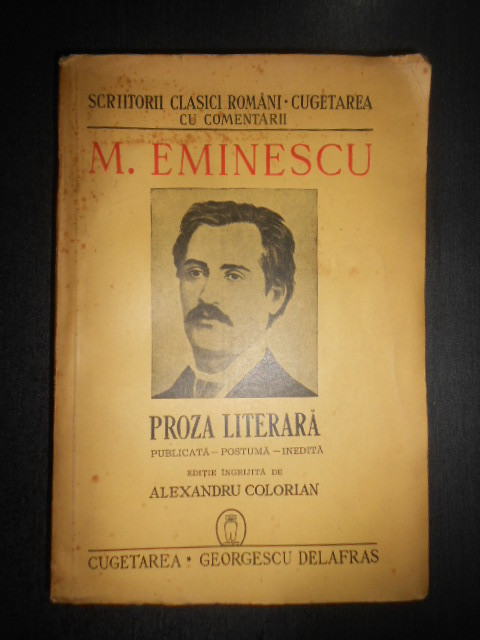 SCRIITORII CLASICI ROMÂNI • CUGETAREA
CU COMENTARII
M. EMINESCU
PROZA LITERARĂ
PUBLICATĂ — POSTUMĂ — INEDITĂ
EDIȚIE ÎNGRIJITĂ DE
ALEXANDRU COLORIAN
CUGETAREA • GEORGESCU DELAFRAS